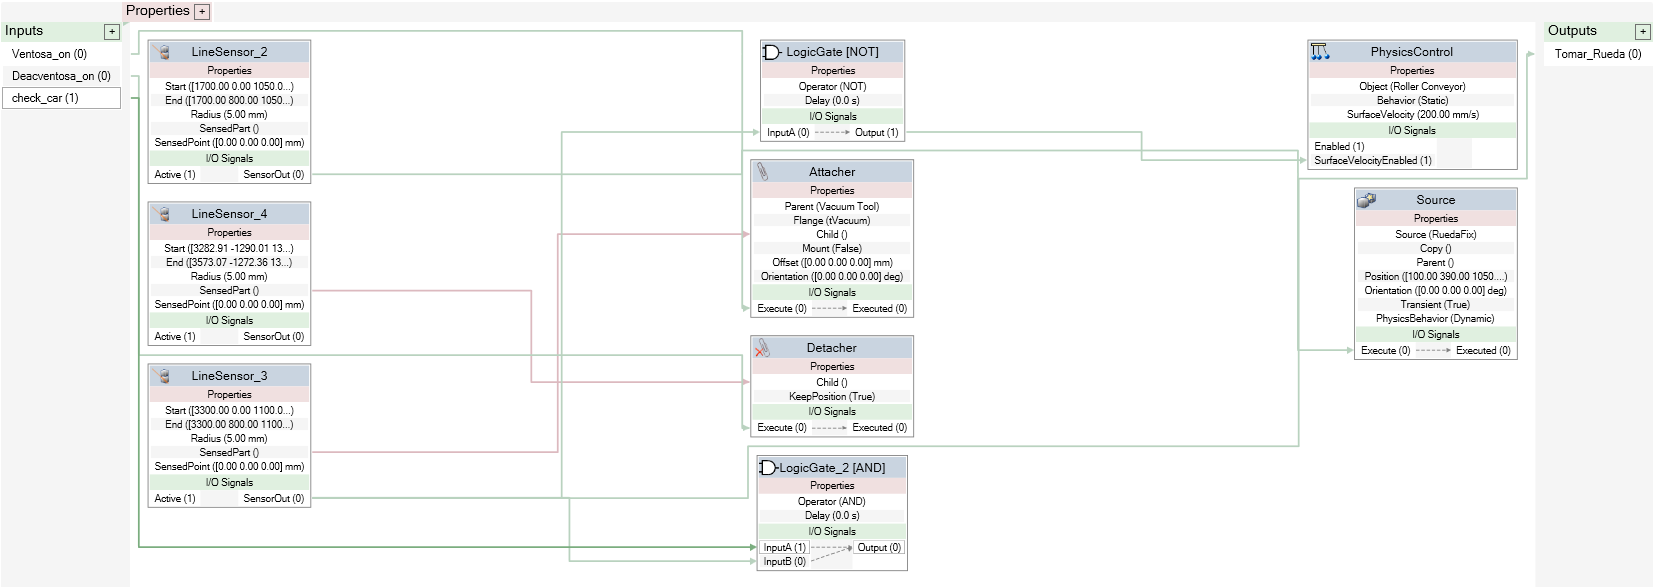 Properties +
Inputs +
Ventosa_on (0)
Deacventosa_on (0)
check_car (1)
LineSensor_2
Properties
Start ([1700.00 0.00 1050.0...)
End ([1700.00 800.00 1050...)
Radius (5.00 mm)
SensedPart ()
SensedPoint ([0.00 0.00 0.00] mm)
I/O Signals
Active (1) SensorOut (0)
LineSensor_4
Properties
Start ([3282.91 -1290.01 13...)
End ([3573.07 -1272.36 13...)
Radius (5.00 mm)
SensedPart ()
SensedPoint ([0.00 0.00 0.00] mm)
I/O Signals
Active (1) SensorOut (0)
LineSensor_3
Properties
Start ([3300.00 0.00 1100.0...)
End ([3300.00 800.00 1100...)
Radius (5.00 mm)
SensedPart ()
SensedPoint ([0.00 0.00 0.00] mm)
I/O Signals
Active (1) SensorOut (0)
LogicGate [NOT]
Properties
Operator (NOT)
Delay (0.0 s)
I/O Signals
InputA (0) Output (1)
Attacher
Properties
Parent (Vacuum Tool)
Flange (tVacuum)
Child ()
Mount (False)
Offset ([0.00 0.00 0.00] mm)
Orientation ([0.00 0.00 0.00] deg)
I/O Signals
Execute (0) Executed (0)
Detacher
Properties
Child ()
KeepPosition (True)
I/O Signals
Execute (0) Executed (0)
LogicGate_2 [AND]
Properties
Operator (AND)
Delay (0.0 s)
I/O Signals
InputA (1) Output (0)
InputB (0)
PhysicsControl
Properties
Object (Roller Conveyor)
Behavior (Static)
SurfaceVelocity (200.00 mm/s)
I/O Signals
Enabled (1)
SurfaceVelocityEnabled (1)
Source
Properties
Source (RuedaFix)
Copy ()
Parent ()
Position ([100.00 390.00 1050....)
Orientation ([0.00 0.00 0.00] deg)
Transient (True)
PhysicsBehavior (Dynamic)
I/O Signals
Execute (0) Executed (0)
Outputs +
Tomar_Rueda (0)